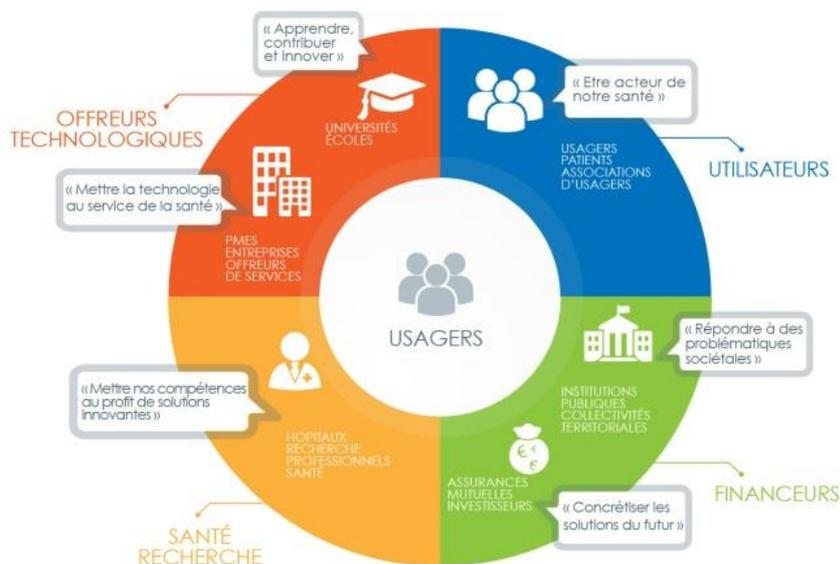 « Apprendre,
contribuer
et innover »
OFFREURS
TECHNOLOGIQUES
UNIVERSITÉS
ÉCOLES
« Mettre la technologie
au service de la santé »
PMES
ENTREPRISES
OFFREURS
DE SERVICES
« Etre acteur de
notre santé »
USAGERS
PATIENTS
ASSOCIATIONS
D'USAGERS
UTILISATEURS
USAGERS
« Répondre à des
problématiques
sociétales »
INSTITUTIONS
PUBLIQUES
COLLECTIVITÉS
TERRITORIALES
« Mettre nos compétences
au profit de solutions
innovantes »
HOPITAUX
RECHERCHE
PROFESSIONNELS
SANTÉ
SANTÉ
RECHERCHE
€ € €
ASSURANCES
MUTUELLES
INVESTISSEURS
« Concrétiser les
solutions du futur »
FINANCEURS